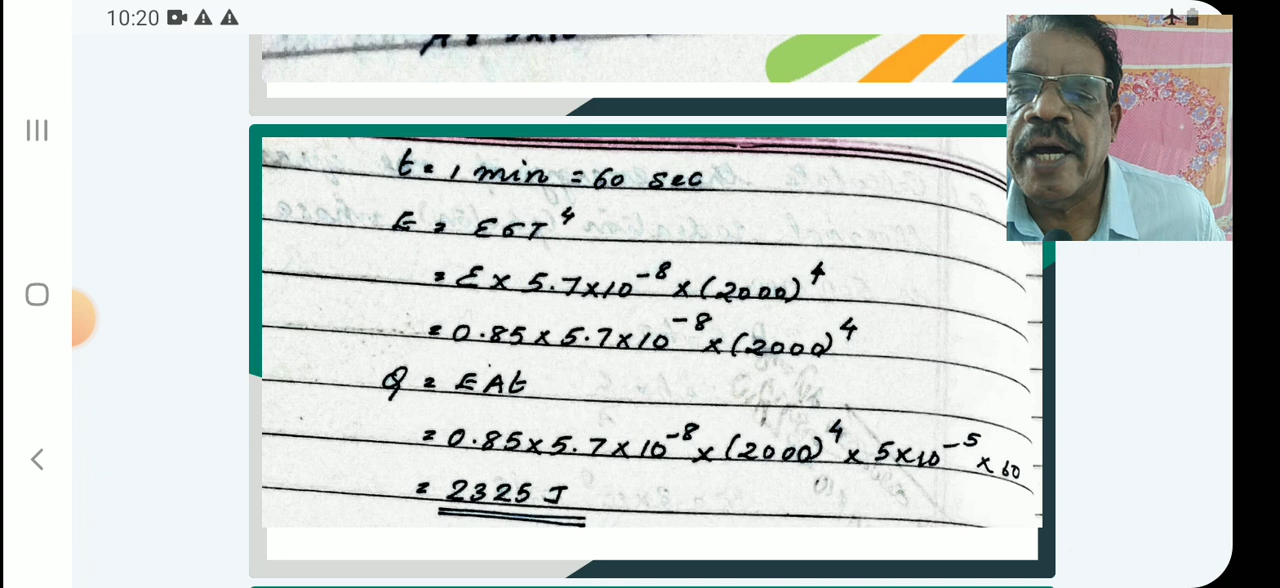 10:20
t = 1 min = 60 sec
E = ƐσT⁴
= Ɛ × 5.7×10⁻⁸ × (2000)⁴
= 0.85 × 5.7 × 10⁻⁸ × (2000)⁴
Q = EAt
= 0.85 × 5.7 × 10⁻⁸ × (2000)⁴ × 5×10⁻⁵ × 60
= 2325 J